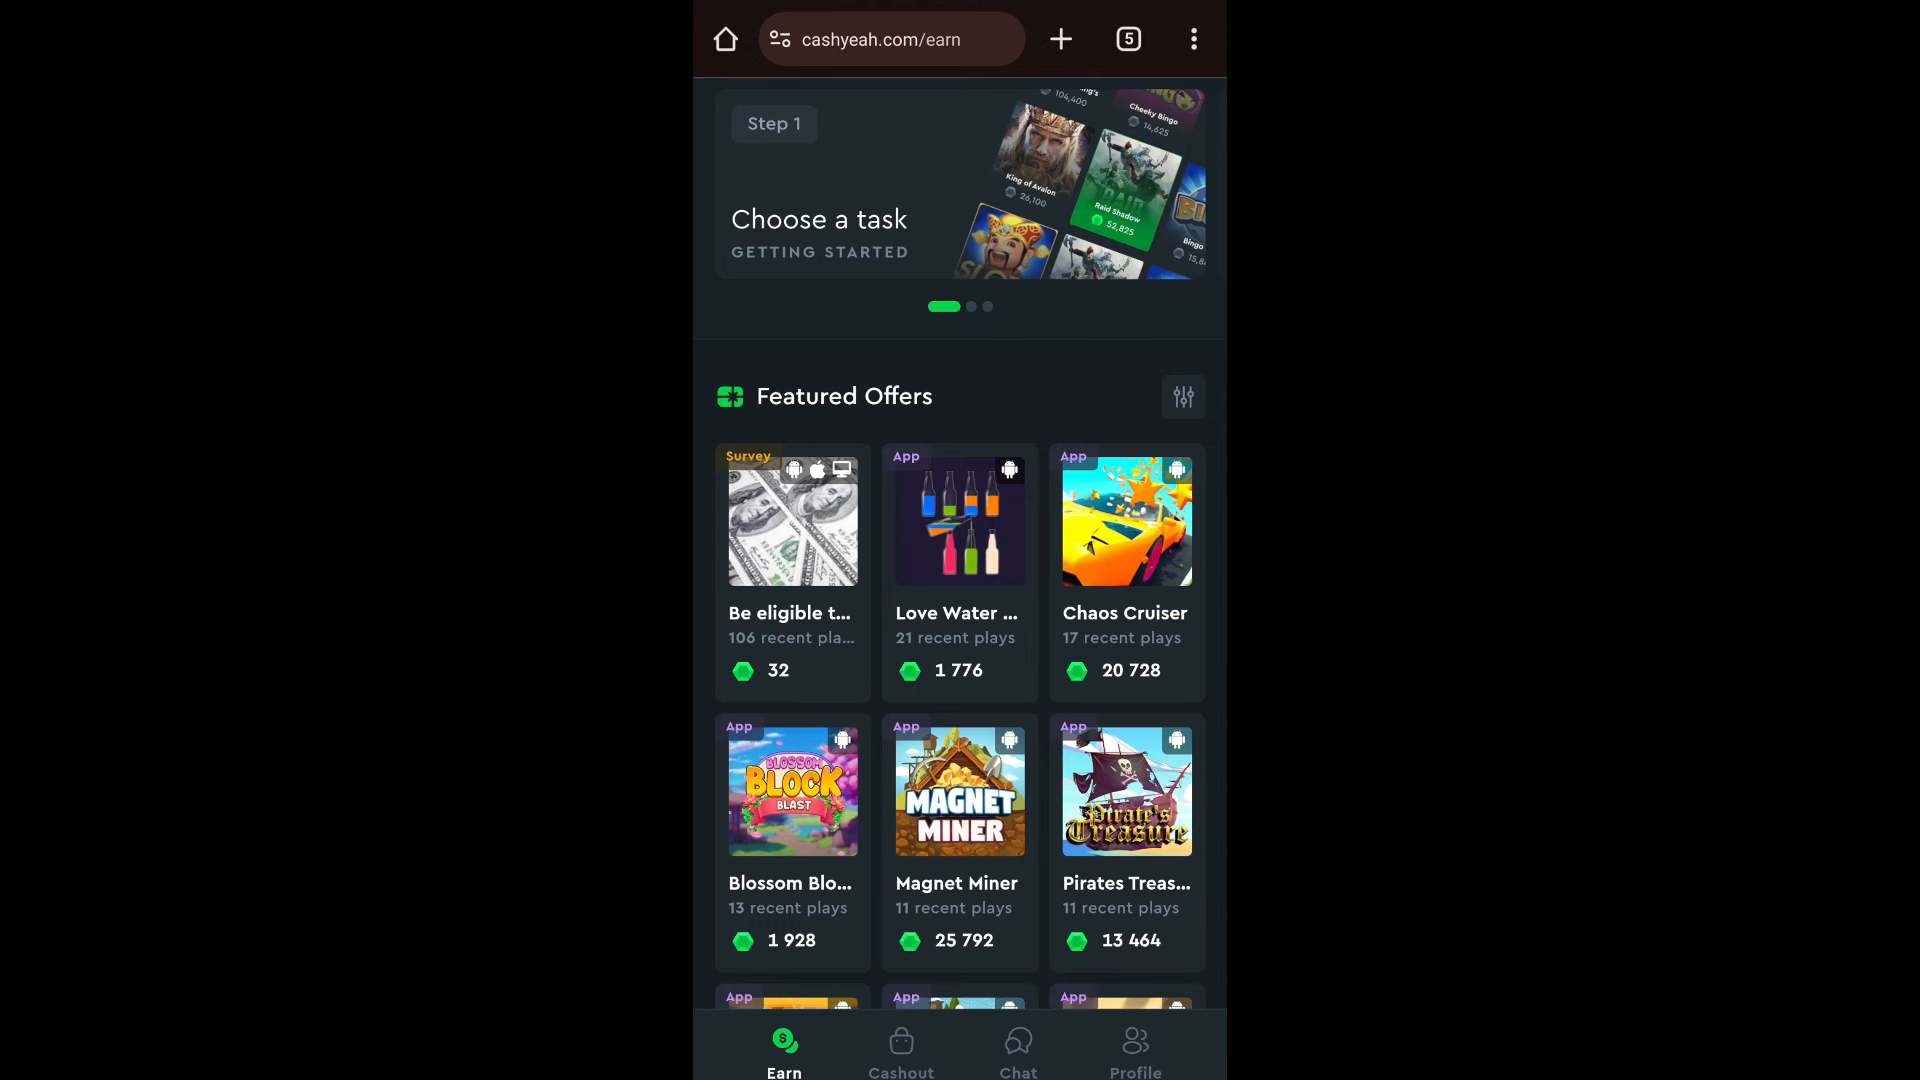 cashyeah.com/earn
5
Step 1
Choose a task
GETTING STARTED
104,400
Cheeky Bingo
14,625
King of Avalon
26,100
Raid Shadow
52,825
Bingo
Featured Offers
Survey
Be eligible t...
106 recent pla...
32
App
Love Water ...
21 recent plays
1 776
App
Chaos Cruiser
17 recent plays
20 728
App
BLOSSOM
BLOCK
BLAST
Blossom Blo...
13 recent plays
1 928
App
MAGNET
MINER
Magnet Miner
11 recent plays
25 792
App
Pirate's
Treasure
Pirates Treas...
11 recent plays
13 464
App
App
App
Earn
Cashout
Chat
Profile